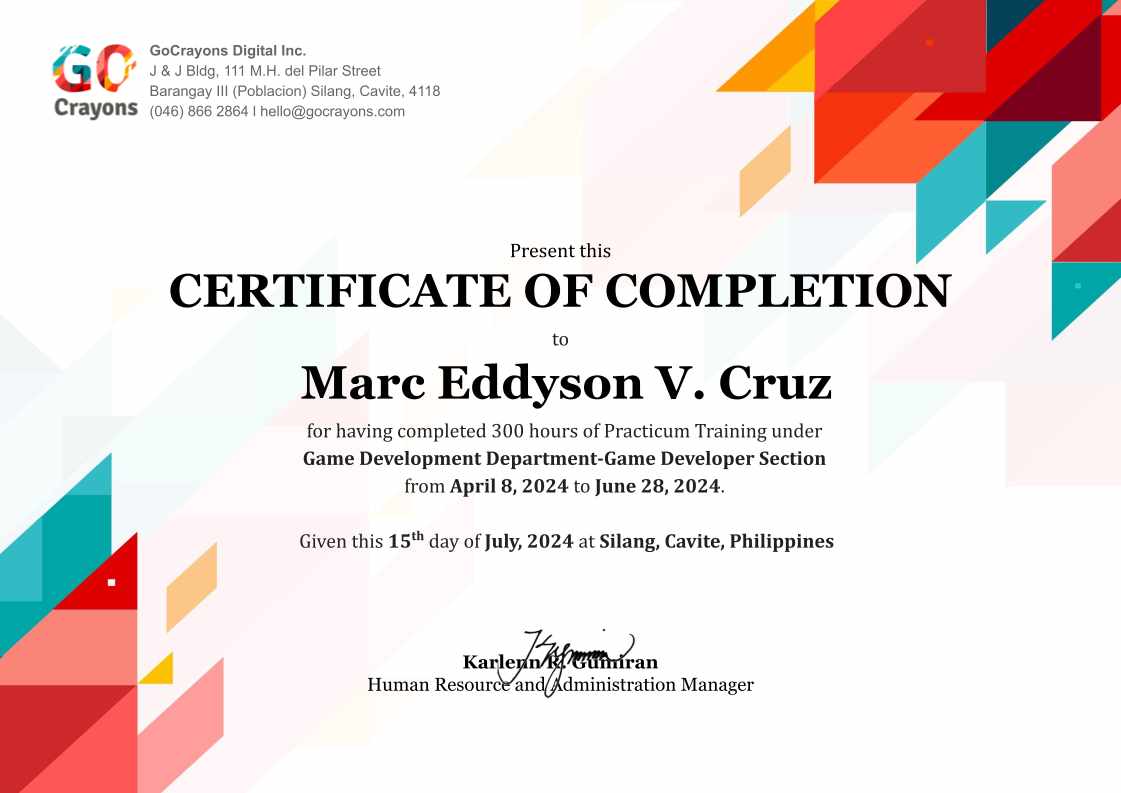 GO
Crayons
GoCrayons Digital Inc.
J & J Bldg, 111 M.H. del Pilar Street
Barangay III (Poblacion) Silang, Cavite, 4118
(046) 866 2864 l hello@gocrayons.com
Present this
CERTIFICATE OF COMPLETION
to
Marc Eddyson V. Cruz
for having completed 300 hours of Practicum Training under
Game Development Department-Game Developer Section
from April 8, 2024 to June 28, 2024.
Given this 15th day of July, 2024 at Silang, Cavite, Philippines
Karlenn R. Gumiran
Human Resource and Administration Manager